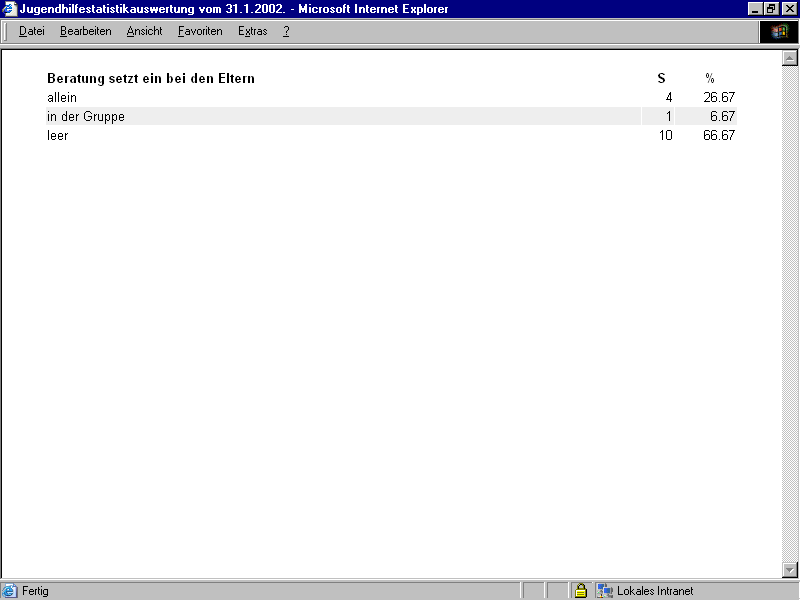 Jugendhilfestatistikauswertung vom 31.1.2002. - Microsoft Internet Explorer
Datei Bearbeiten Ansicht Favoriten Extras ?
Beratung setzt ein bei den Eltern S %
allein 4 26.67
in der Gruppe 1 6.67
leer 10 66.67
Fertig Lokales Intranet